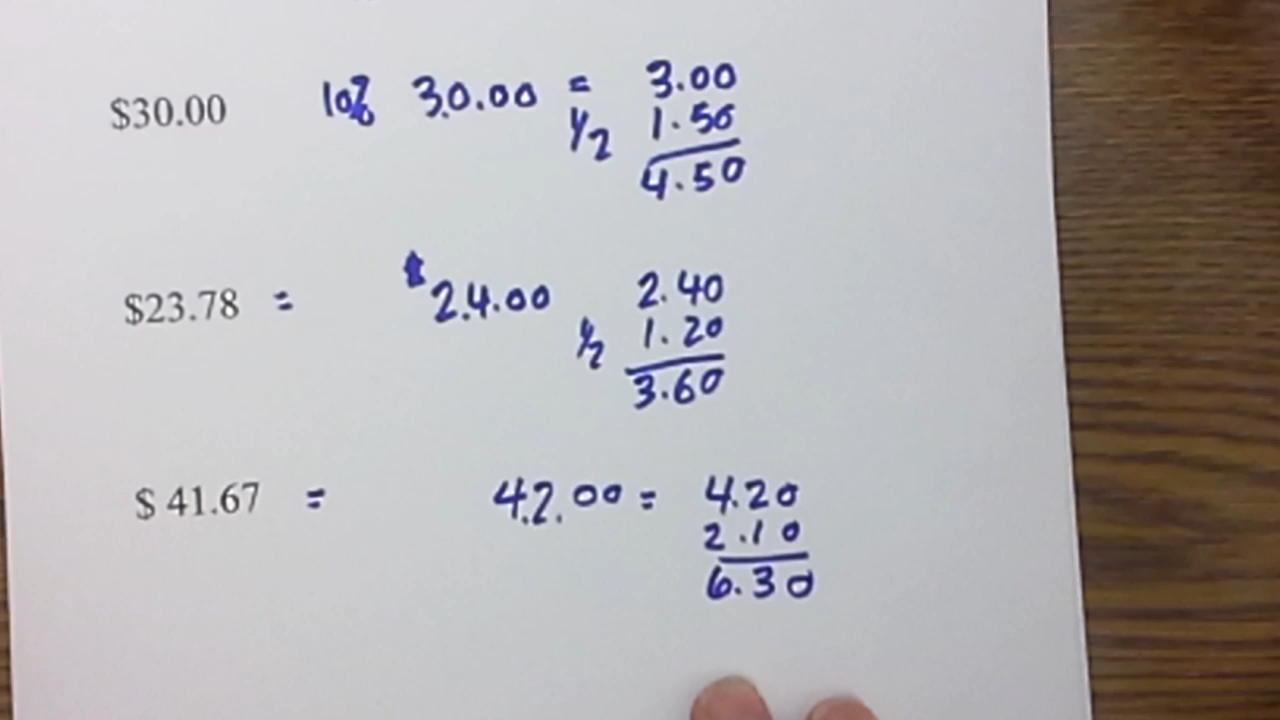 $30.00 10% 30.00 = 3.00
1/2 1.50
4.50
$23.78 = $24.00 2.40
1/2 1.20
3.60
$ 41.67 = 42.00 = 4.20
2.10
6.30